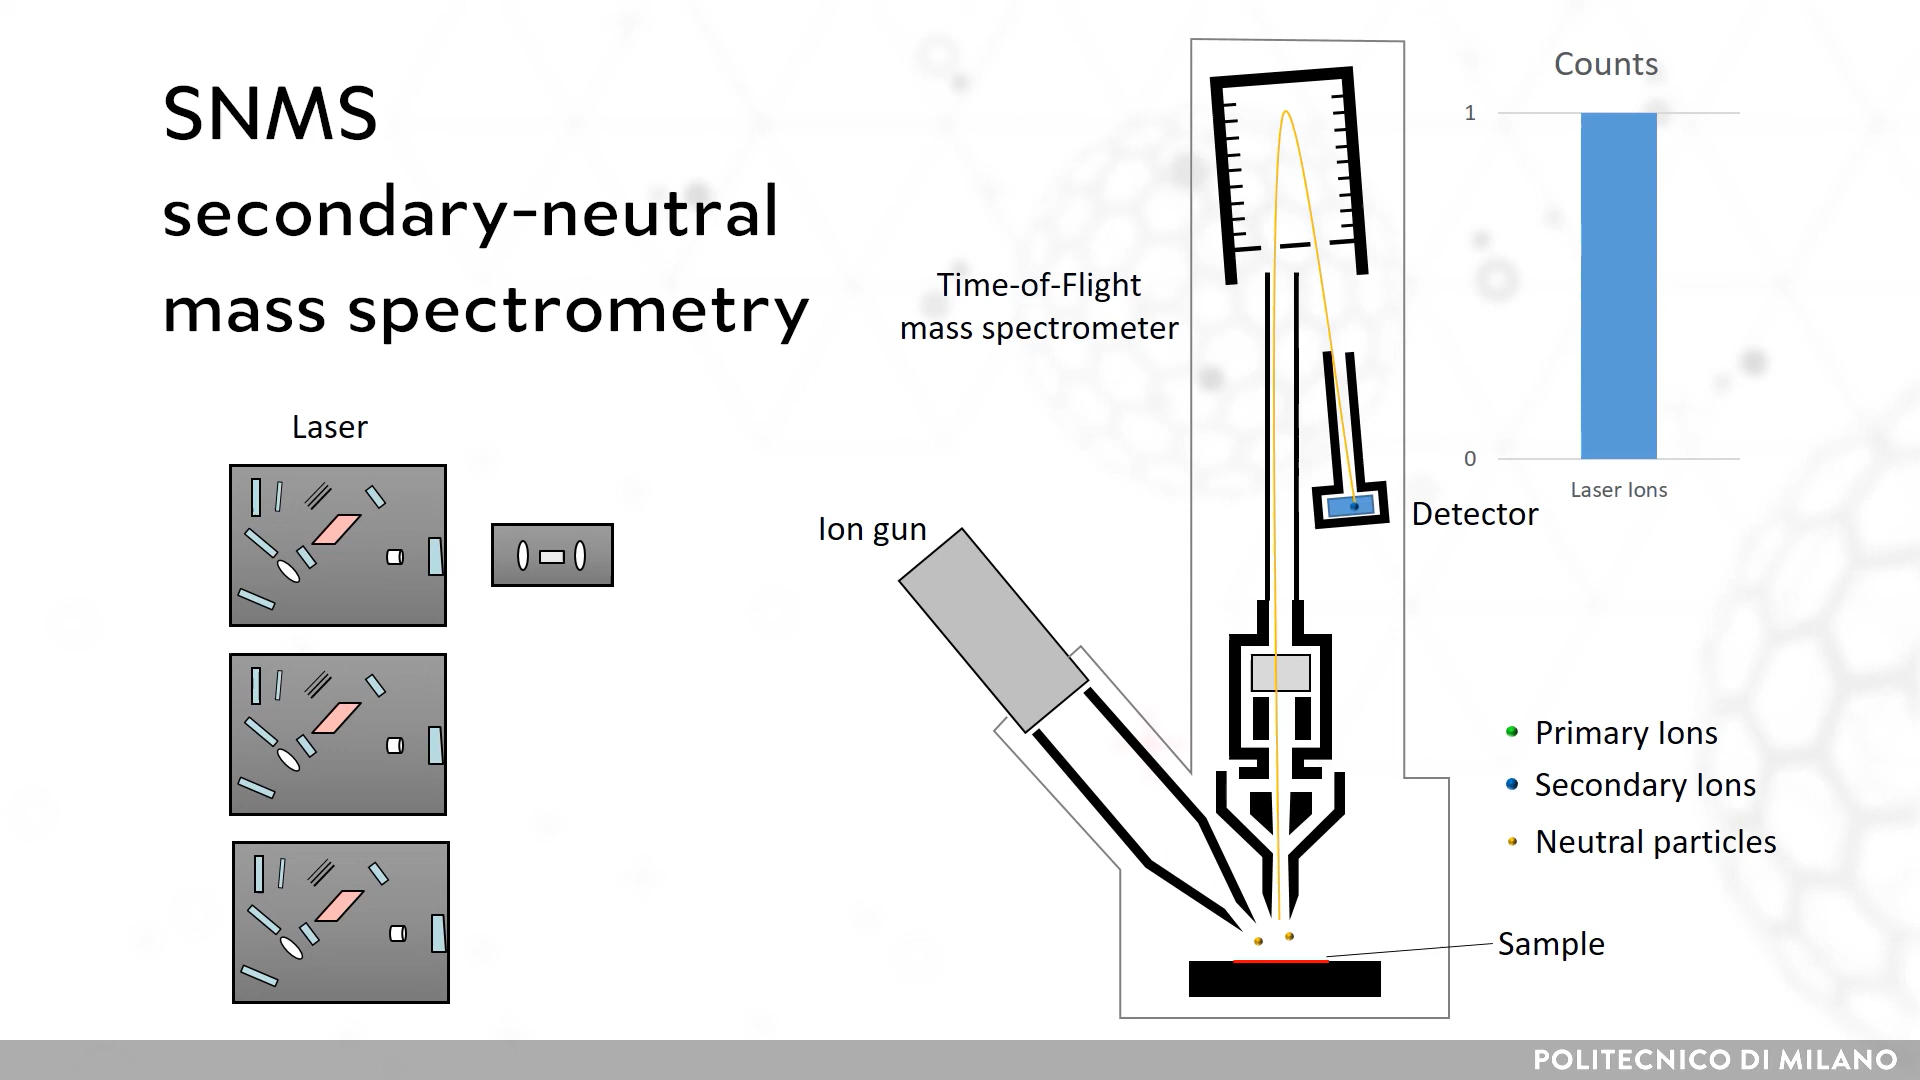 SNMS
secondary-neutral
mass spectrometry
Laser
Time-of-Flight
mass spectrometer
Ion gun
Counts
1
0
Laser Ions
Detector
Primary Ions
Secondary Ions
Neutral particles
Sample
POLITECNICO DI MILANO